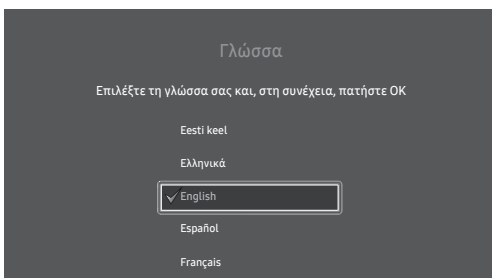 Γλώσσα
Επιλέξτε τη γλώσσα σας και, στη συνέχεια, πατήστε OK
Eesti keel
Ελληνικά
English
Español
Français